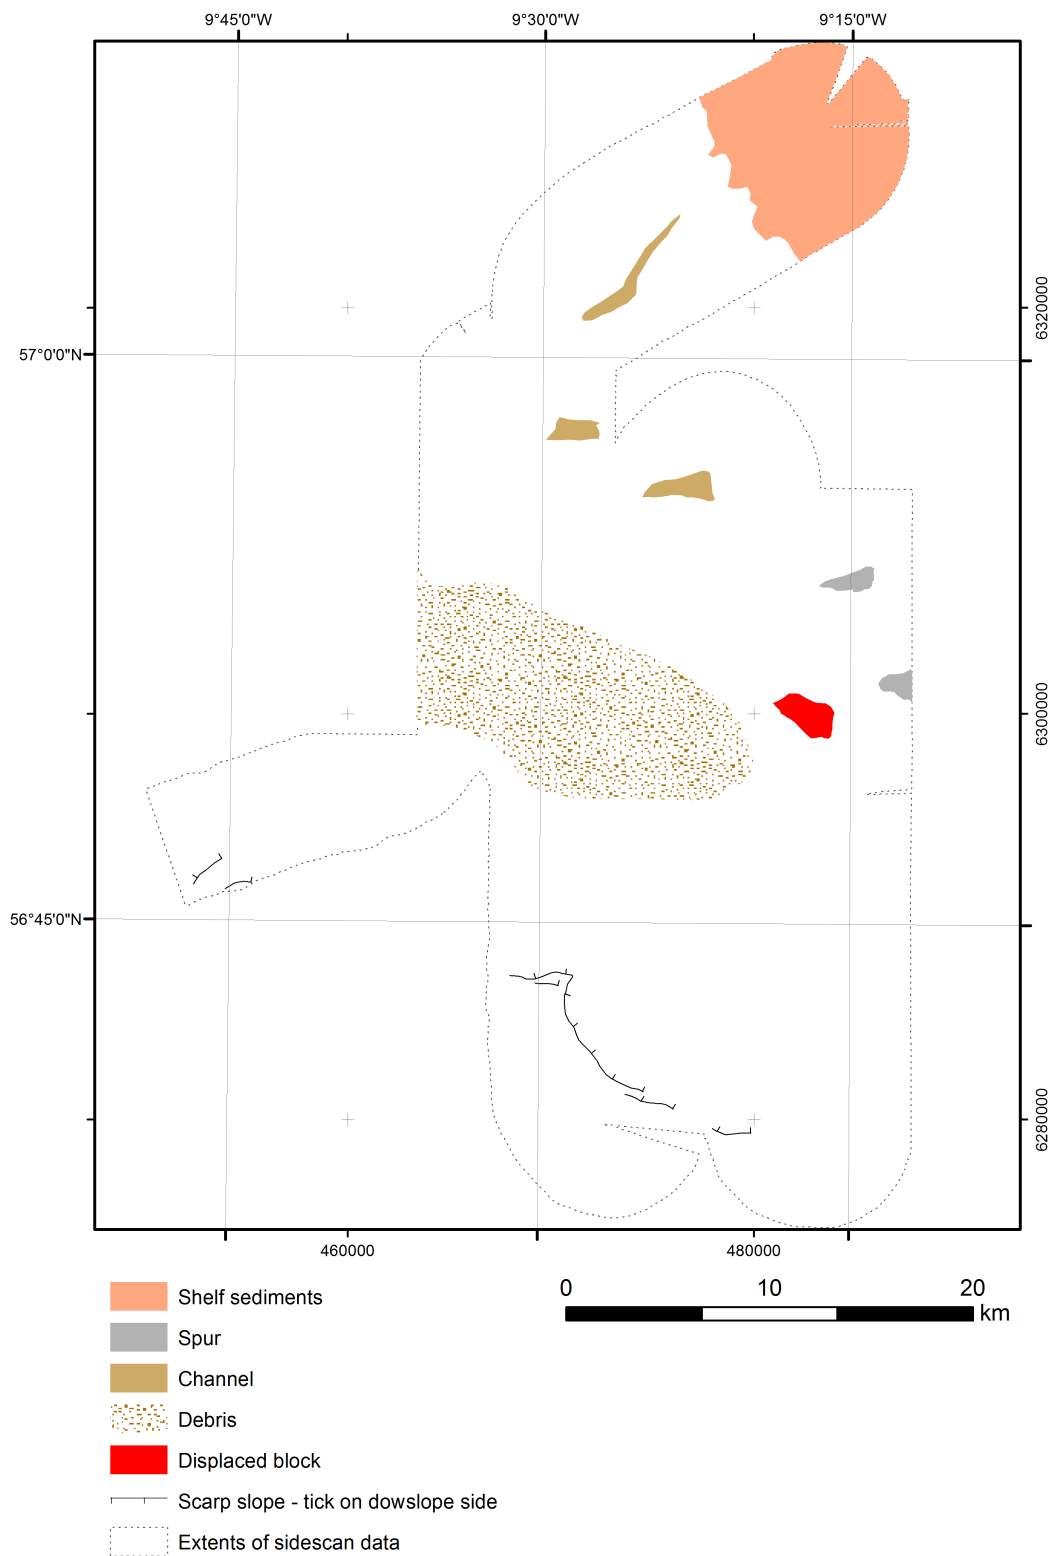 9°45'0"W
9°30'0"W
9°15'0"W
6320000
57°0'0"N
6300000
56°45'0"N
6280000
460000
480000
0
10
20
km
Shelf sediments
Spur
Channel
Debris
Displaced block
Scarp slope - tick on dowslope side
Extents of sidescan data